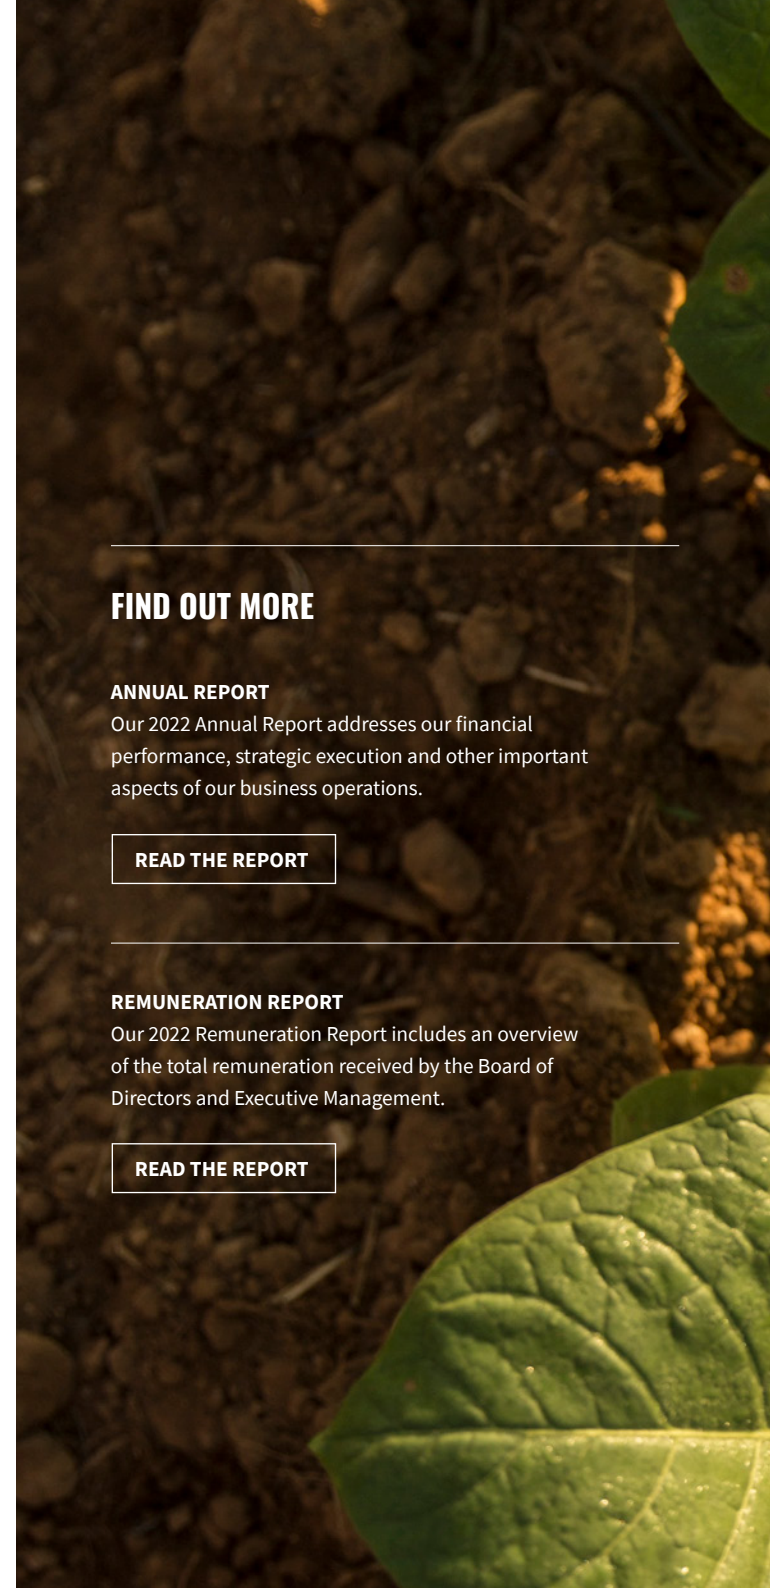 FIND OUT MORE
ANNUAL REPORT
Our 2022 Annual Report addresses our financial
performance, strategic execution and other important
aspects of our business operations.
READ THE REPORT
REMUNERATION REPORT
Our 2022 Remuneration Report includes an overview
of the total remuneration received by the Board of
Directors and Executive Management.
READ THE REPORT